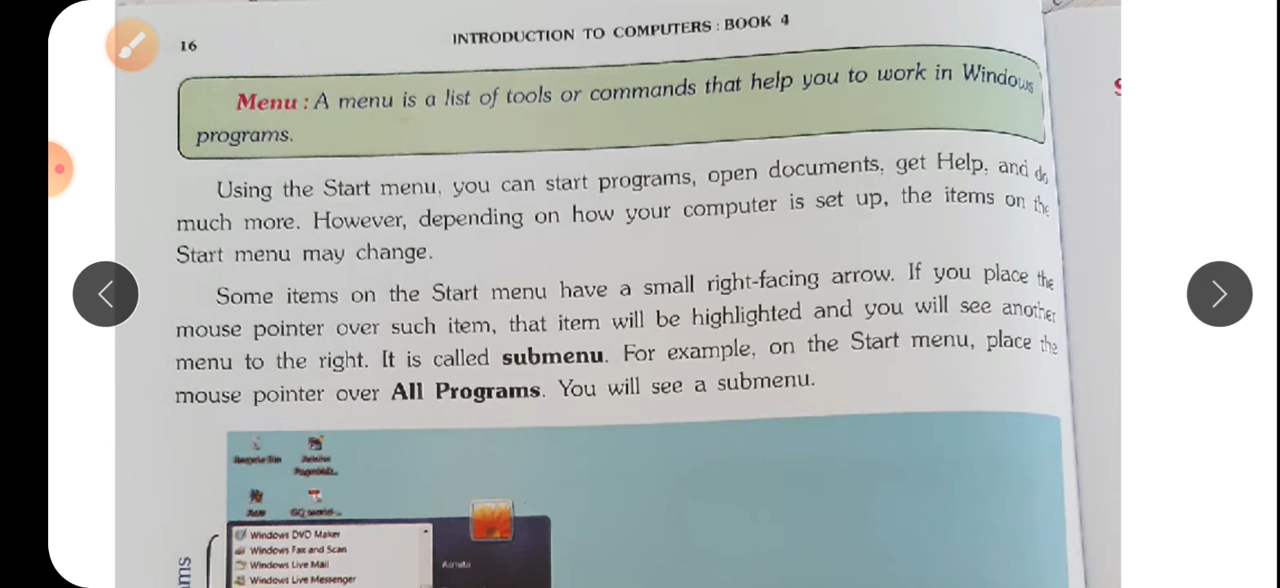 16
INTRODUCTION TO COMPUTERS : BOOK 4
Menu : A menu is a list of tools or commands that help you to work in Windows
programs.
Using the Start menu, you can start programs, open documents, get Help, and do
much more. However, depending on how your computer is set up, the items on the
Start menu may change.
Some items on the Start menu have a small right-facing arrow. If you place the
mouse pointer over such item, that item will be highlighted and you will see another
menu to the right. It is called submenu. For example, on the Start menu, place the
mouse pointer over All Programs. You will see a submenu.
Recycle Bin
Windows DVD Maker
Windows Fax and Scan
Windows Live Mail
Windows Live Messenger